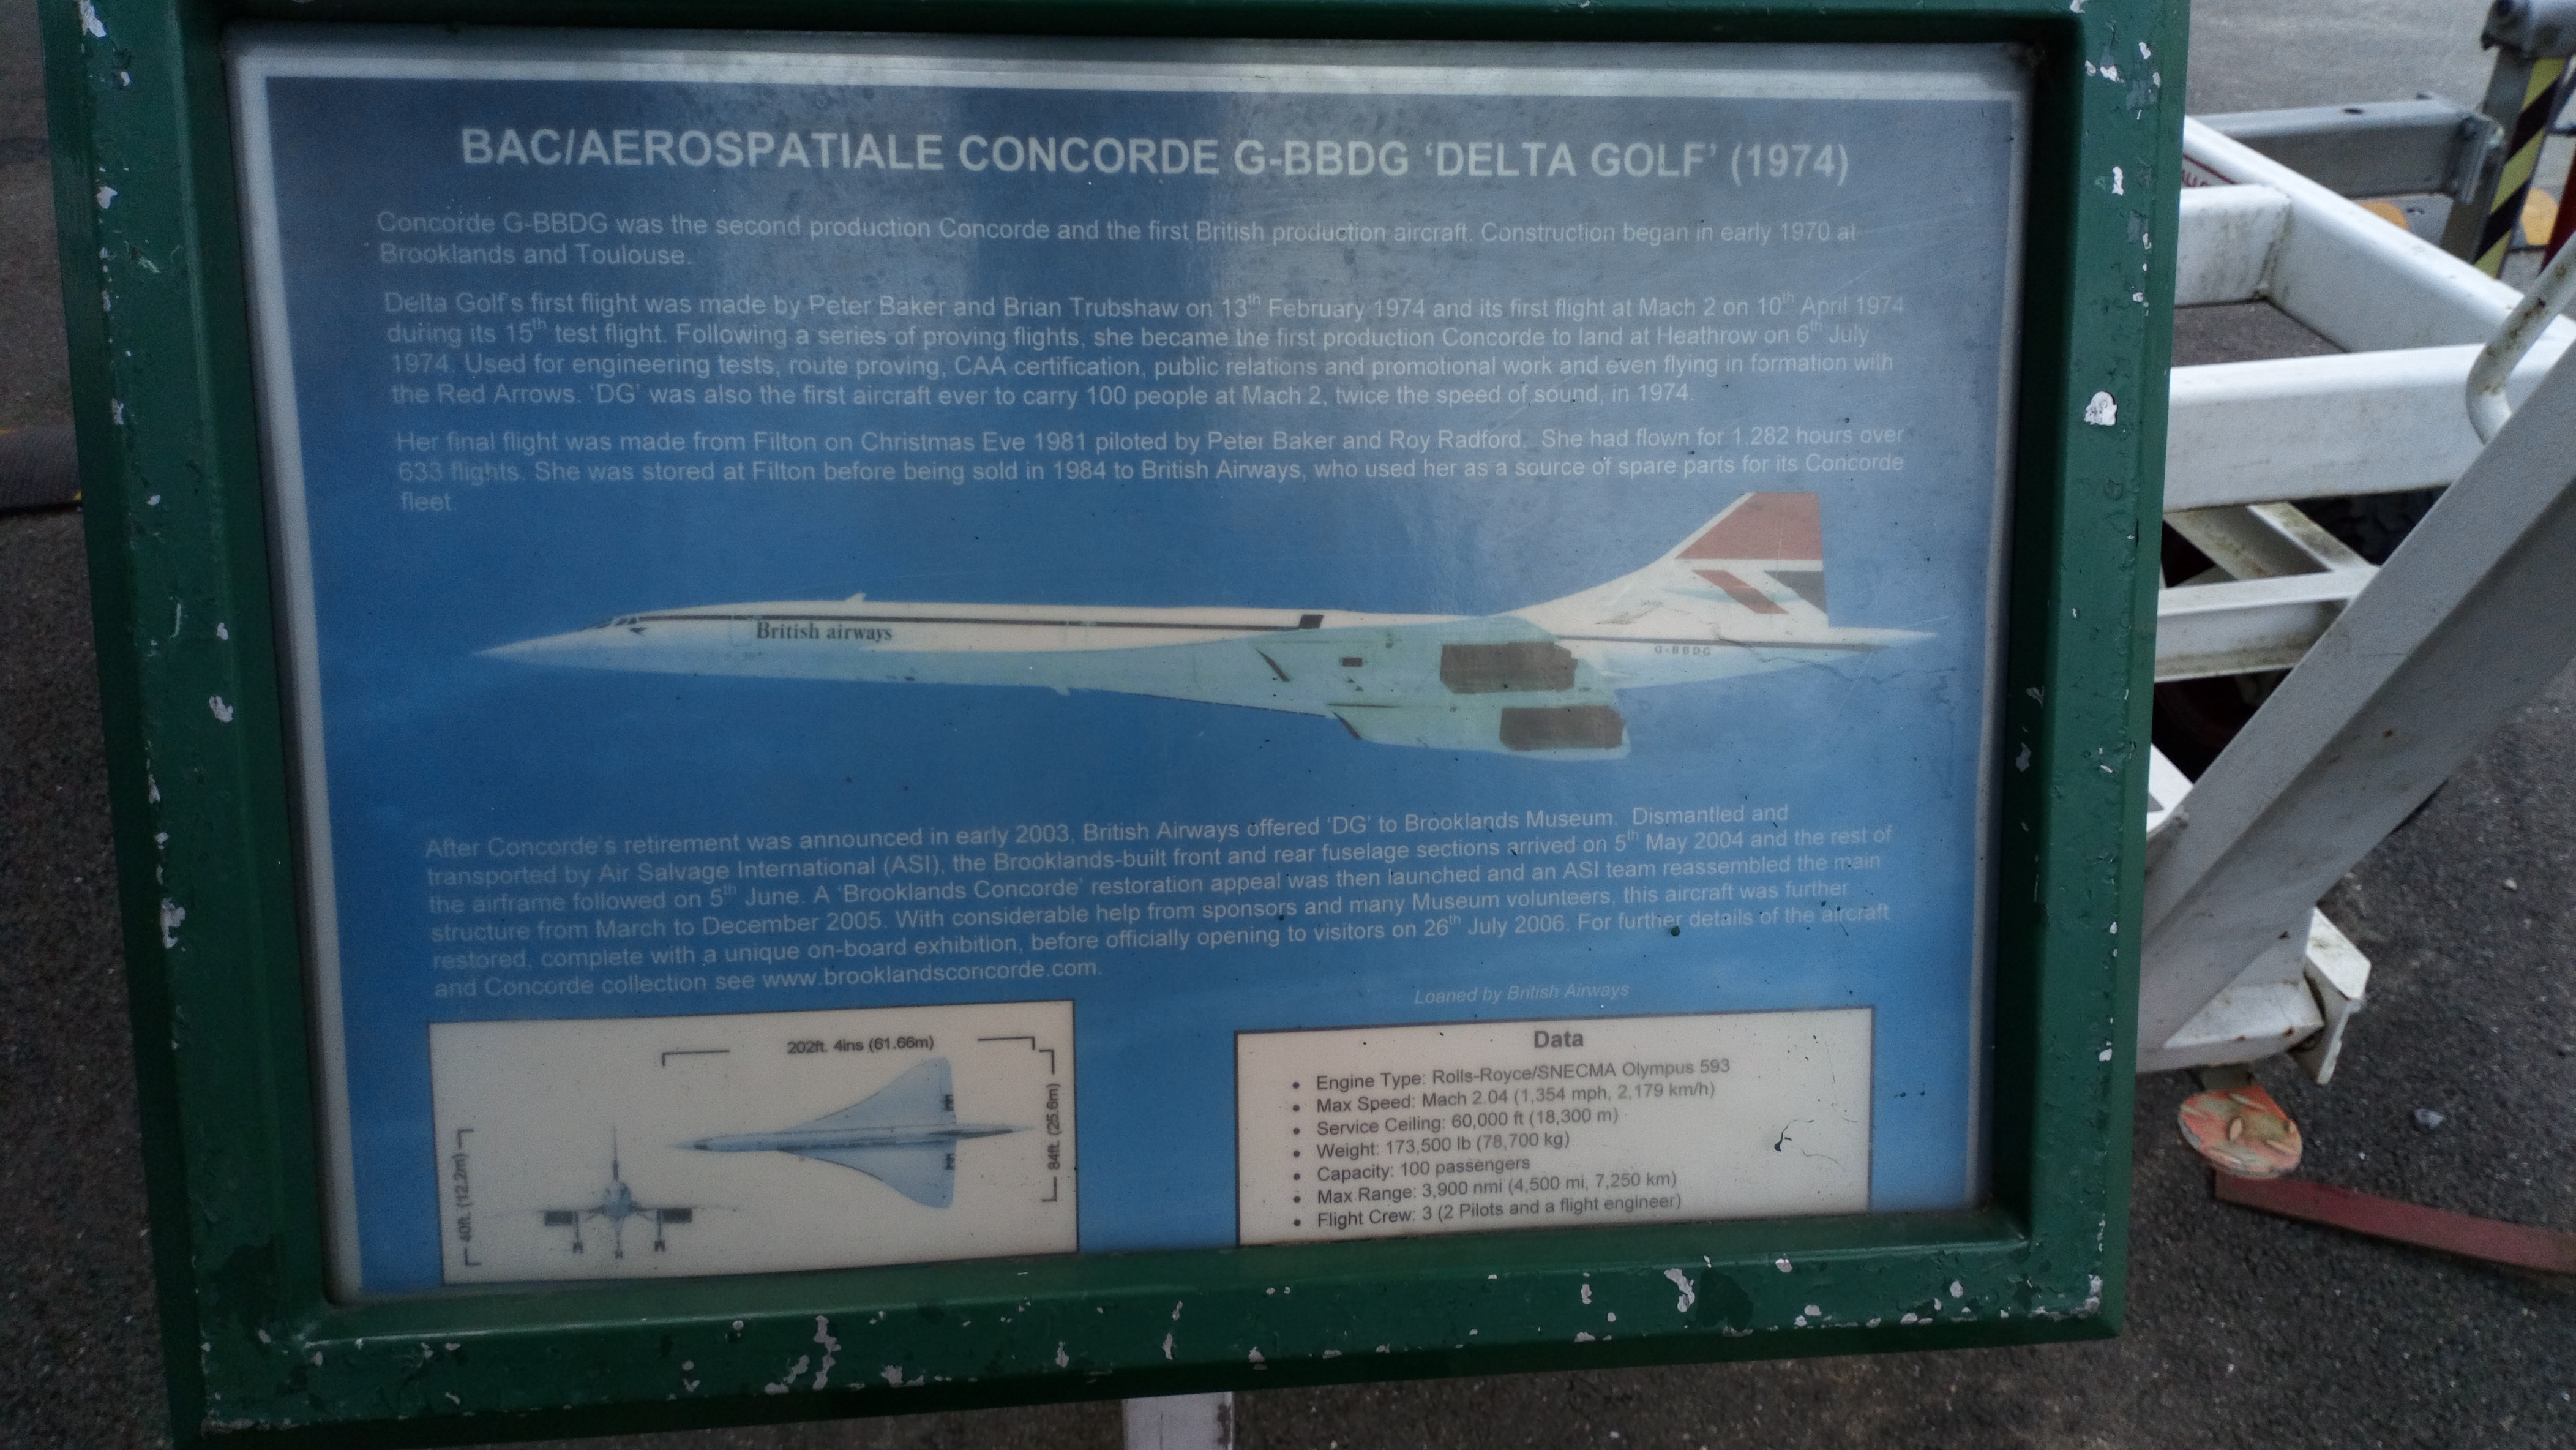 BAC/AEROSPATIALE CONCORDE G-BBDG ‘DELTA GOLF’ (1974)
Concorde G-BBDG was the second production Concorde and the first British production aircraft. Construction began in early 1970 at
Brooklands and Toulouse.
Delta Golf's first flight was made by Peter Baker and Brian Trubshaw on 13th February 1974 and its first flight at Mach 2 on 10th April 1974
during its 15th test flight. Following a series of proving flights, she became the first production Concorde to land at Heathrow on 6th July
1974. Used for engineering tests, route proving, CAA certification, public relations and promotional work and even flying in formation with
the Red Arrows. ‘DG’ was also the first aircraft ever to carry 100 people at Mach 2, twice the speed of sound, in 1974.
Her final flight was made from Filton on Christmas Eve 1981 piloted by Peter Baker and Roy Radford. She had flown for 1,282 hours over
633 flights. She was stored at Filton before being sold in 1984 to British Airways, who used her as a source of spare parts for its Concorde
fleet.
British airways
G-BBDG
After Concorde's retirement was announced in early 2003, British Airways offered ‘DG’ to Brooklands Museum. Dismantled and
transported by Air Salvage International (ASI), the Brooklands-built front and rear fuselage sections arrived on 5th May 2004 and the rest of
the airframe followed on 5th June. A ‘Brooklands Concorde’ restoration appeal was then launched and an ASI team reassembled the main
structure from March to December 2005. With considerable help from sponsors and many Museum volunteers, this aircraft was further
restored, complete with a unique on-board exhibition, before officially opening to visitors on 26th July 2006. For further details of the aircraft
and Concorde collection see www.brooklandsconcorde.com.
Loaned by British Airways
202ft. 4ins (61.66m)
84ft. (25.6m)
40ft. (12.2m)
Data
• Engine Type: Rolls-Royce/SNECMA Olympus 593
• Max Speed: Mach 2.04 (1,354 mph, 2,179 km/h)
• Service Ceiling: 60,000 ft (18,300 m)
• Weight: 173,500 lb (78,700 kg)
• Capacity: 100 passengers
• Max Range: 3,900 nmi (4,500 mi, 7,250 km)
• Flight Crew: 3 (2 Pilots and a flight engineer)